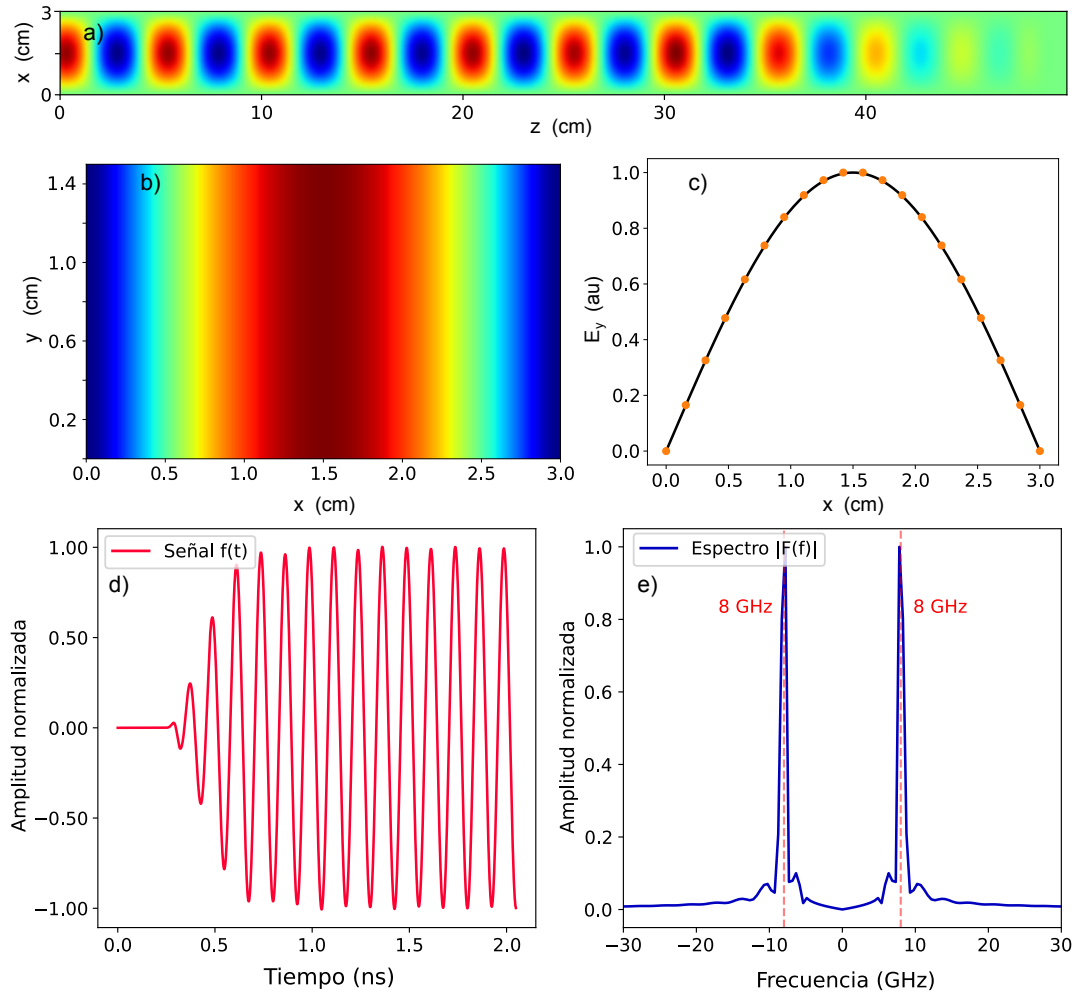 a)
x (cm)
3
0
0
10
20
30
40
z (cm)
b)
y (cm)
1.4
1.0
0.6
0.2
0.0
0.5
1.0
1.5
2.0
2.5
3.0
x (cm)
c)
E_y (au)
1.0
0.8
0.6
0.4
0.2
0.0
0.0
0.5
1.0
1.5
2.0
2.5
3.0
x (cm)
Señal f(t)
d)
Amplitud normalizada
1.00
0.50
0.00
−0.50
−1.00
0.0
0.5
1.0
1.5
2.0
Tiempo (ns)
Espectro |F(f)|
e)
8 GHz
8 GHz
Amplitud normalizada
1.0
0.8
0.6
0.4
0.2
0.0
−30
−20
−10
0
10
20
30
Frecuencia (GHz)